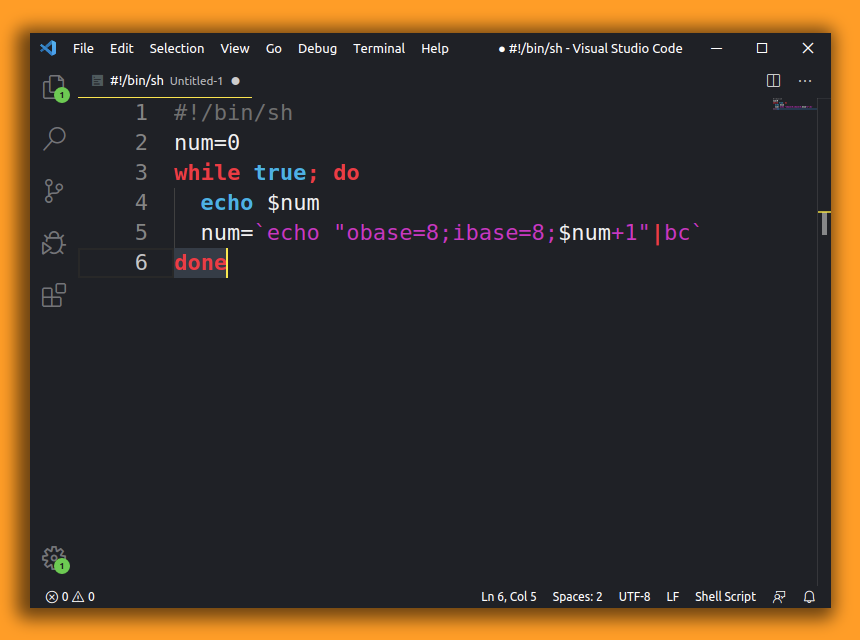 File Edit Selection View Go Debug Terminal Help ● #!/bin/sh - Visual Studio Code
#!/bin/sh Untitled-1 ●
1 #!/bin/sh
2 num=0
3 while true; do
4   echo $num
5   num=`echo "obase=8;ibase=8;$num+1"|bc`
6 done
1
1
0 0 Ln 6, Col 5 Spaces: 2 UTF-8 LF Shell Script